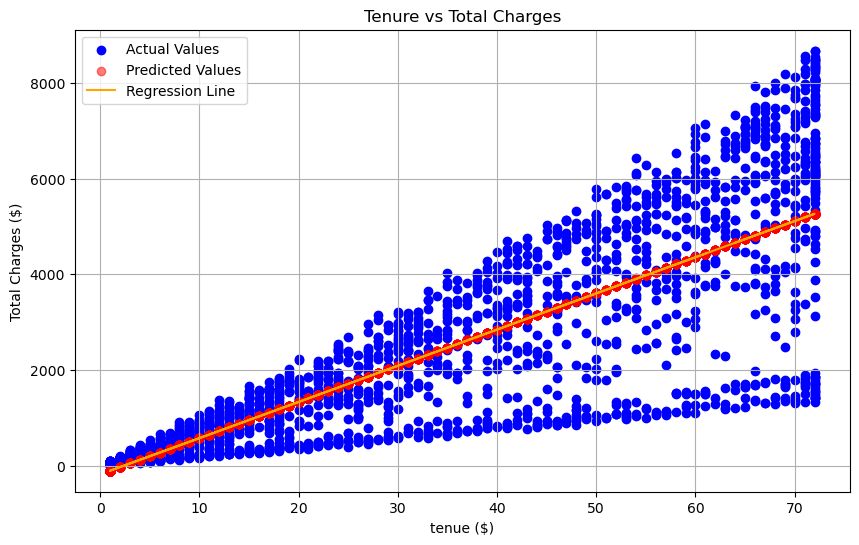 Tenure vs Total Charges
Actual Values
Predicted Values
Regression Line
8000
6000
4000
2000
0
Total Charges ($)
0 10 20 30 40 50 60 70
tenue ($)